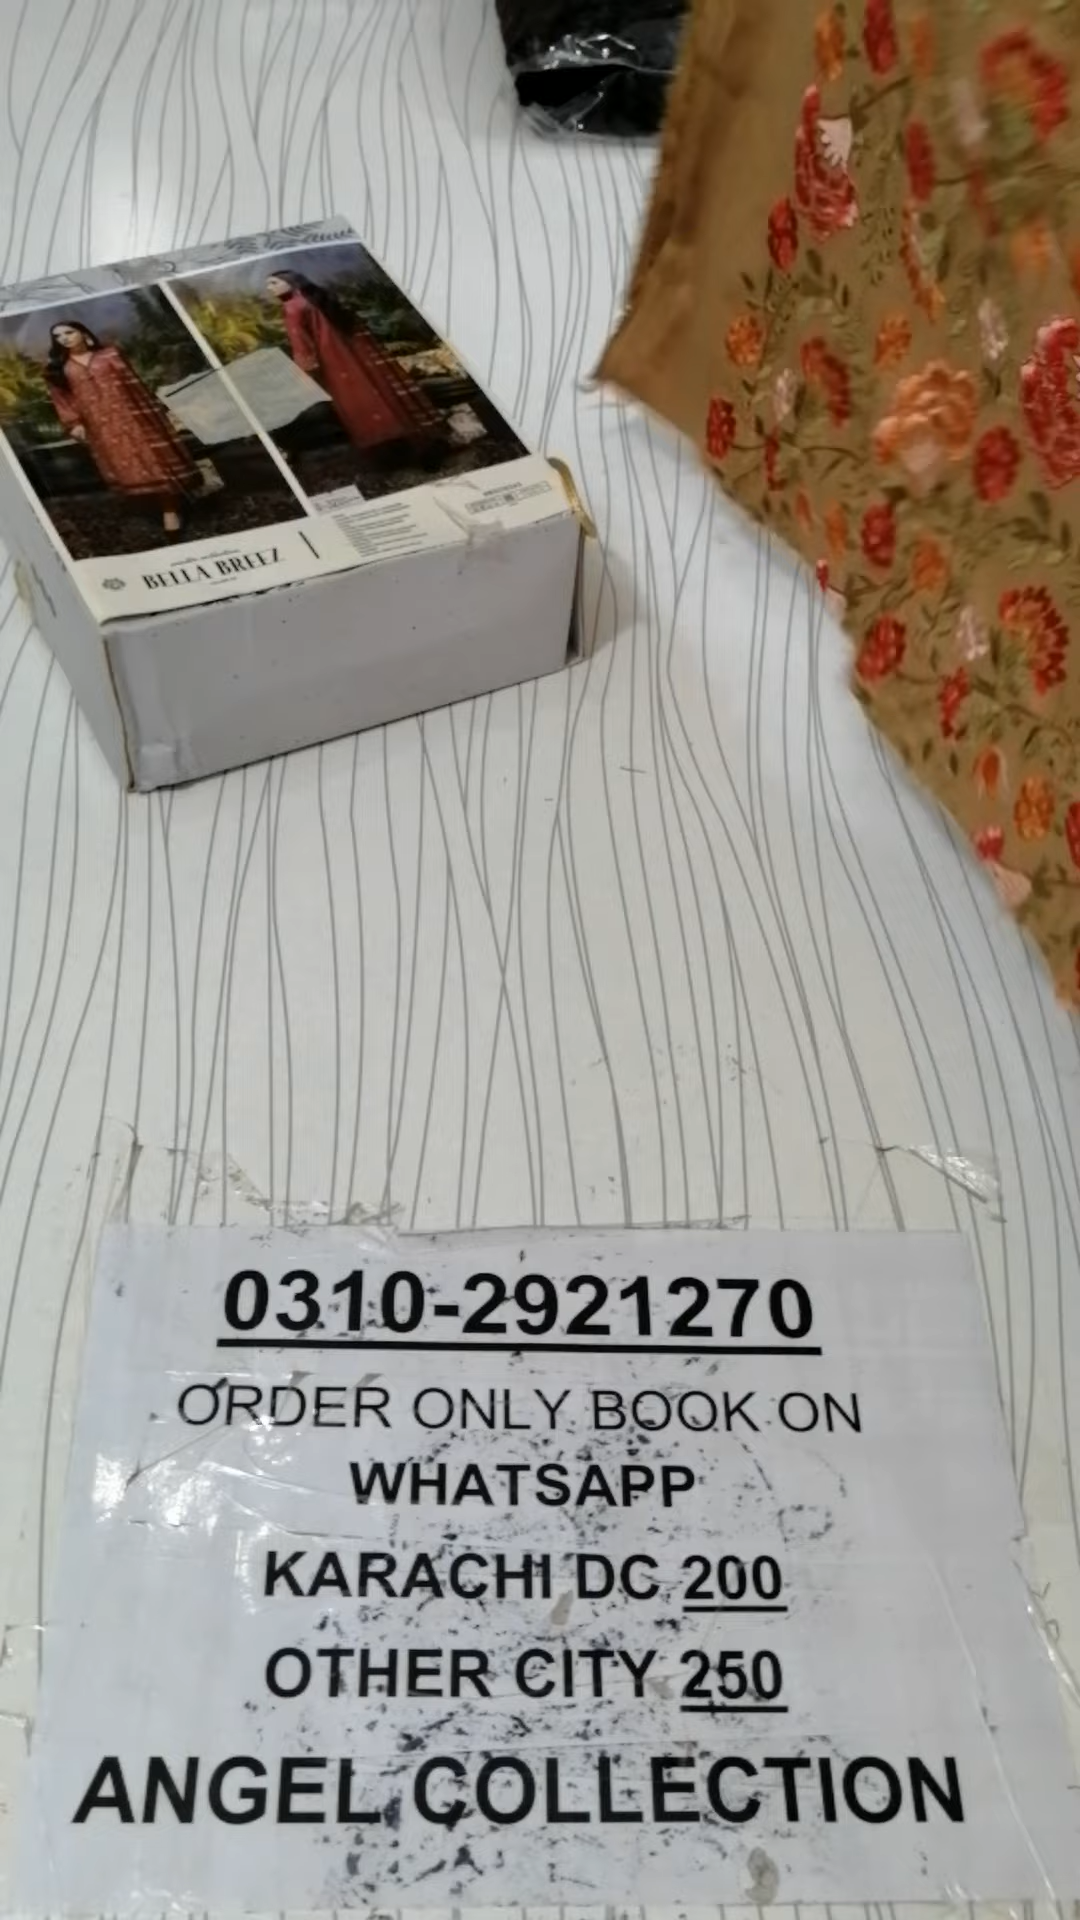 BELLA BREEZ
0310-2921270
ORDER ONLY BOOK ON
WHATSAPP
KARACHI DC 200
OTHER CITY 250
ANGEL COLLECTION